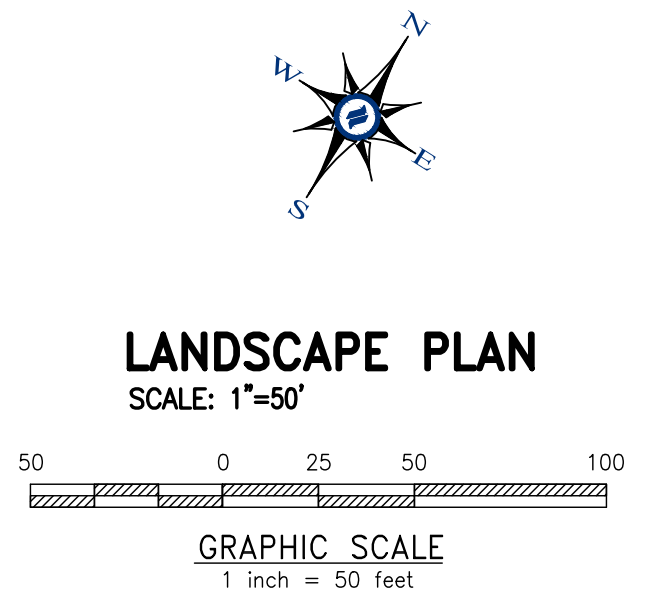 N
W
E
S
LANDSCAPE PLAN
SCALE: 1"=50'
50 0 25 50 100
GRAPHIC SCALE
1 inch = 50 feet